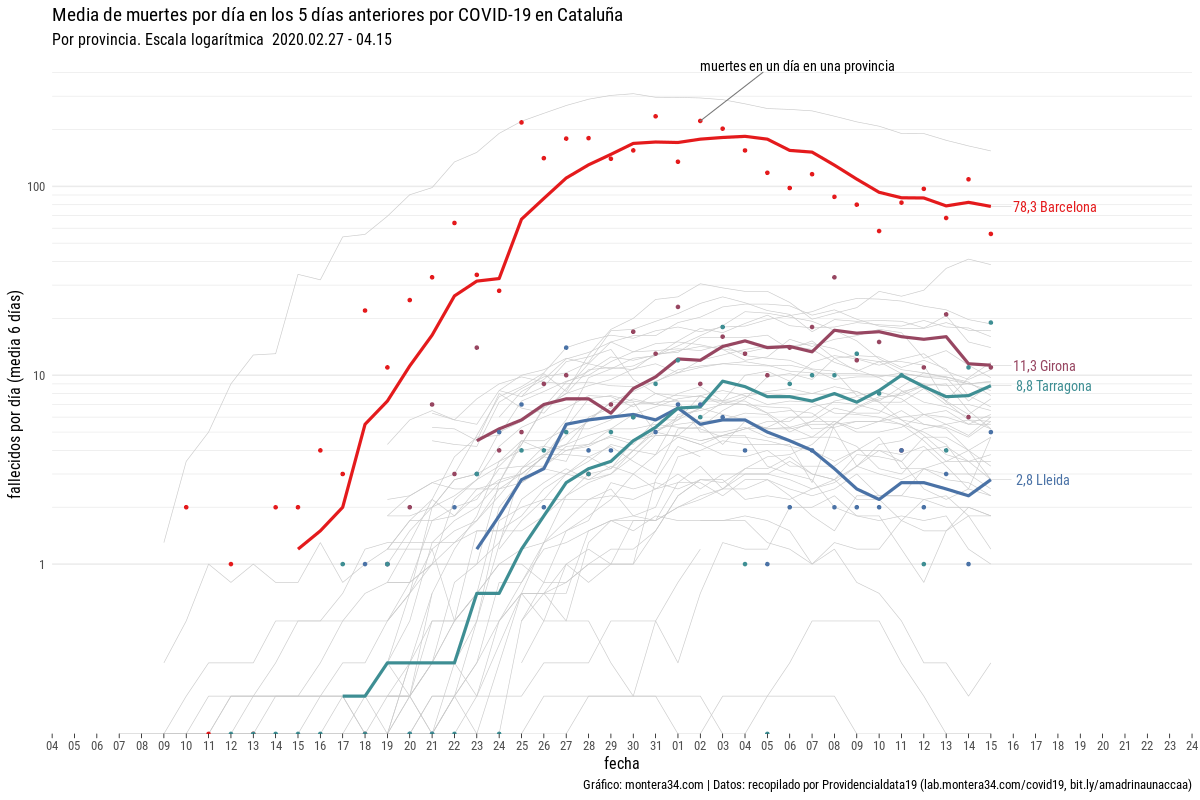 Media de muertes por día en los 5 días anteriores por COVID-19 en Cataluña
Por provincia. Escala logarítmica  2020.02.27 - 04.15
muertes en un día en una provincia
fallecidos por día (media 6 días)
100
10
1
78,3 Barcelona
11,3 Girona
8,8 Tarragona
2,8 Lleida
04 05 06 07 08 09 10 11 12 13 14 15 16 17 18 19 20 21 22 23 24 25 26 27 28 29 30 31 01 02 03 04 05 06 07 08 09 10 11 12 13 14 15 16 17 18 19 20 21 22 23 24
fecha
Gráfico: montera34.com | Datos: recopilado por Providencialdata19 (lab.montera34.com/covid19, bit.ly/amadrinaunaccaa)